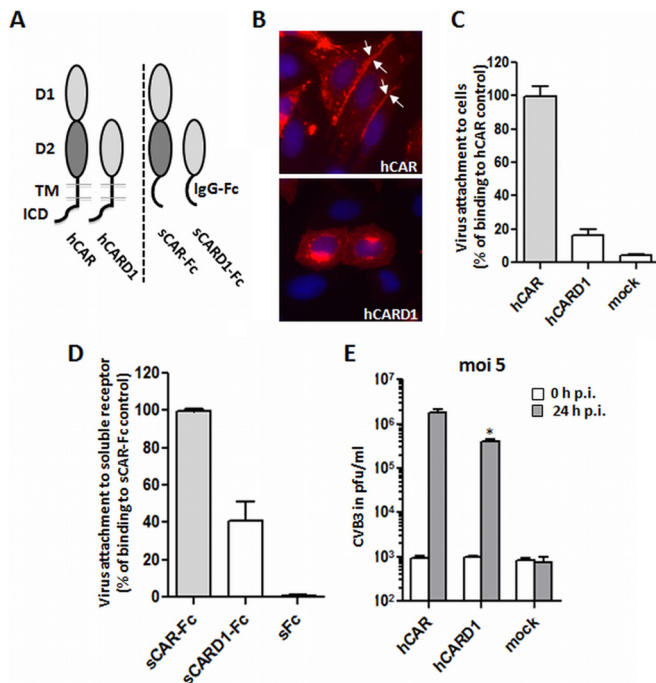 A
D1
D2
TM
ICD
IgG-Fc
hCAR
hCARD1
sCAR-Fc
sCARD1-Fc
B
hCAR
hCARD1
C
Virus attachment to cells
(% of binding to hCAR control)
120
100
80
60
40
20
0
hCAR
hCARD1
mock
D
Virus attachment to soluble receptor
(% of binding to sCAR-Fc control)
120
100
80
60
40
20
0
sCAR-Fc
sCARD1-Fc
sFc
E
moi 5
0 h p.i.
24 h p.i.
CVB3 in pfu/ml
10⁷
10⁶
10⁵
10⁴
10³
10²
*
hCAR
hCARD1
mock